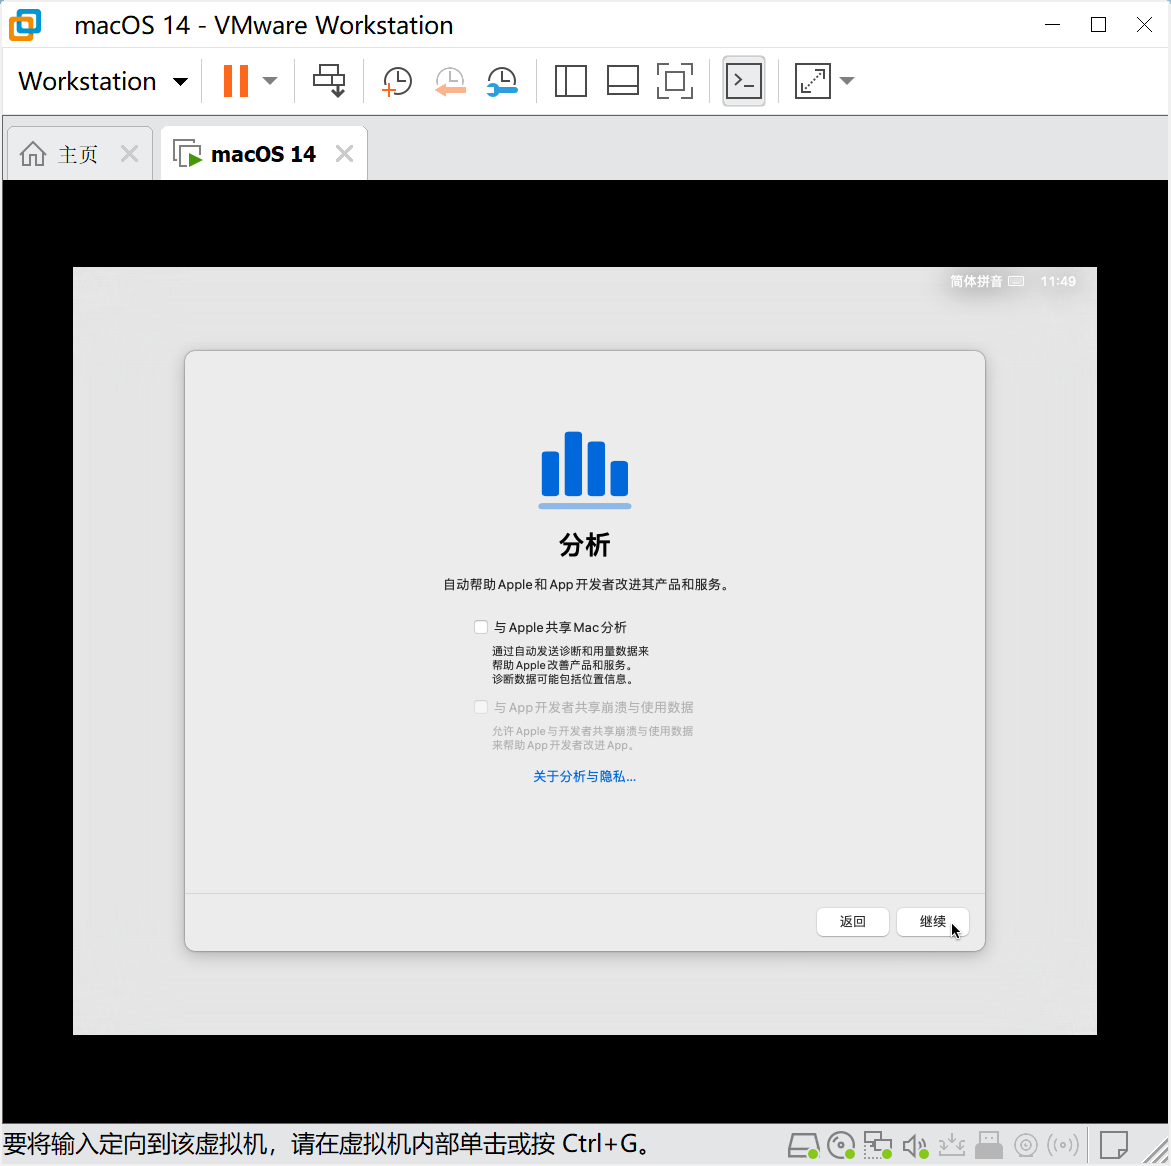 macOS 14 - VMware Workstation
Workstation
主页
macOS 14
简体拼音 11:49
分析
自动帮助Apple和App开发者改进其产品和服务。
与Apple共享Mac分析
通过自动发送诊断和用量数据来
帮助Apple改善产品和服务。
诊断数据可能包括位置信息。
与App开发者共享崩溃与使用数据
允许Apple与开发者共享崩溃与使用数据
来帮助App开发者改进App。
关于分析与隐私...
返回
继续
要将输入定向到该虚拟机，请在虚拟机内部单击或按 Ctrl+G。